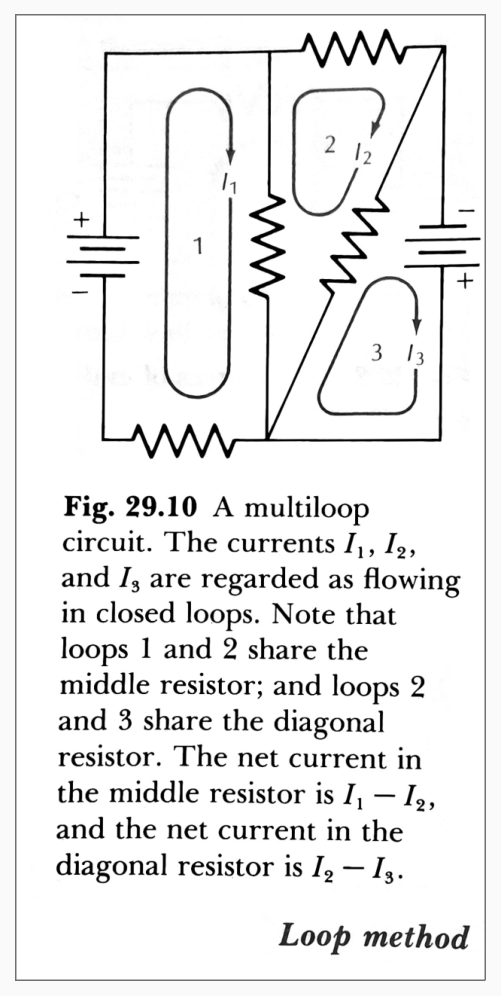 2 I₂
I₁
+
−
1
−
+
3 I₃
Fig. 29.10 A multiloop
circuit. The currents I₁, I₂,
and I₃ are regarded as flowing
in closed loops. Note that
loops 1 and 2 share the
middle resistor; and loops 2
and 3 share the diagonal
resistor. The net current in
the middle resistor is I₁ − I₂,
and the net current in the
diagonal resistor is I₂ − I₃.
Loop method